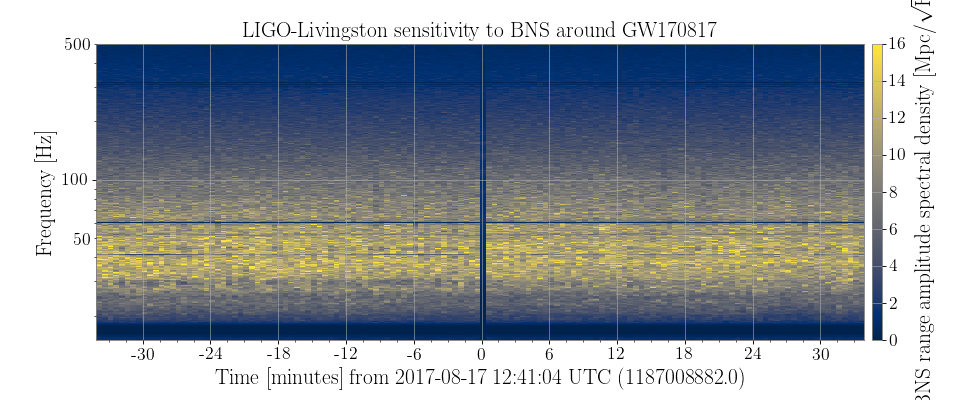 LIGO-Livingston sensitivity to BNS around GW170817
Frequency [Hz]
500
100
50
-30 -24 -18 -12 -6 0 6 12 18 24 30
Time [minutes] from 2017-08-17 12:41:04 UTC (1187008882.0)
16
14
12
10
8
6
4
2
0
BNS range amplitude spectral density [Mpc/√